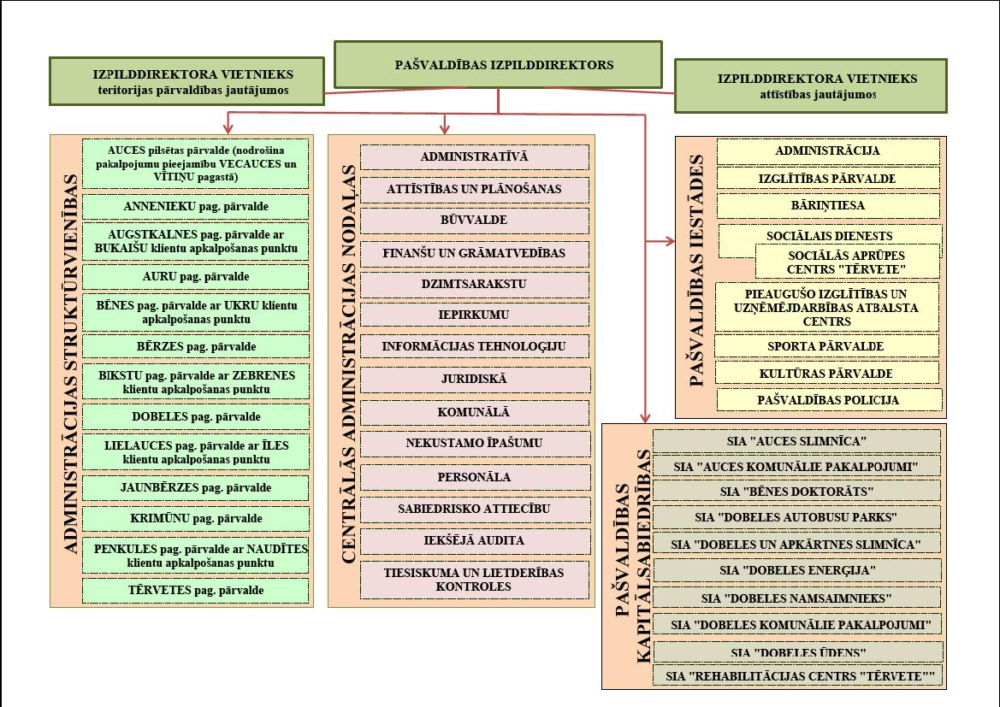 PAŠVALDĪBAS IZPILDDIREKTORS
IZPILDDIREKTORA VIETNIEKS
teritorijas pārvaldības jautājumos
IZPILDDIREKTORA VIETNIEKS
attīstības jautājumos
ADMINISTRĀCIJAS STRUKTŪRVIENĪBAS
AUCES pilsētas pārvalde (nodrošina
pakalpojumu pieejamību VECAUCES un
VĪTIŅU pagastā)
ANNENIEKU pag. pārvalde
AUGSTKALNES pag. pārvalde ar
BUKAIŠU klientu apkalpošanas punktu
AURU pag. pārvalde
BĒNES pag. pārvalde ar UKRU klientu
apkalpošanas punktu
BĒRZES pag. pārvalde
BIKSTU pag. pārvalde ar ZEBRENES
klientu apkalpošanas punktu
DOBELES pag. pārvalde
LIELAUCES pag. pārvalde ar ĪLES
klientu apkalpošanas punktu
JAUNBĒRZES pag. pārvalde
KRIMŪNU pag. pārvalde
PENKULES pag. pārvalde ar NAUDĪTES
klientu apkalpošanas punktu
TĒRVETES pag. pārvalde
CENTRĀLĀS ADMINISTRĀCIJAS NODAĻAS
ADMINISTRATĪVĀ
ATTĪSTĪBAS UN PLĀNOŠANAS
BŪVVALDE
FINANŠU UN GRĀMATVEDĪBAS
DZIMTSARAKSTU
IEPIRKUMU
INFORMĀCIJAS TEHNOLOĢIJU
JURIDISKĀ
KOMUNĀLĀ
NEKUSTAMO ĪPAŠUMU
PERSONĀLA
SABIEDRISKO ATTIECĪBU
IEKŠĒJĀ AUDITA
TIESISKUMA UN LIETDERĪBAS
KONTROLES
PAŠVALDĪBAS IESTĀDES
ADMINISTRĀCIJA
IZGLĪTĪBAS PĀRVALDE
BĀRIŅTIESA
SOCIĀLAIS DIENESTS
SOCIĀLĀS APRŪPES
CENTRS "TĒRVETE"
PIEAUGUŠO IZGLĪTĪBAS UN
UZŅĒMĒJDARBĪBAS ATBALSTA
CENTRS
SPORTA PĀRVALDE
KULTŪRAS PĀRVALDE
PAŠVALDĪBAS POLICIJA
PAŠVALDĪBAS
KAPITĀLSABIEDRĪBAS
SIA "AUCES SLIMNĪCA"
SIA "AUCES KOMUNĀLIE PAKALPOJUMI"
SIA "BĒNES DOKTORĀTS"
SIA "DOBELES AUTOBUSU PARKS"
SIA "DOBELES UN APKĀRTNES SLIMNĪCA"
SIA "DOBELES ENERĢIJA"
SIA "DOBELES NAMSAIMNIEKS"
SIA "DOBELES KOMUNĀLIE PAKALPOJUMI"
SIA "DOBELES ŪDENS"
SIA "REHABILITĀCIJAS CENTRS "TĒRVETE""